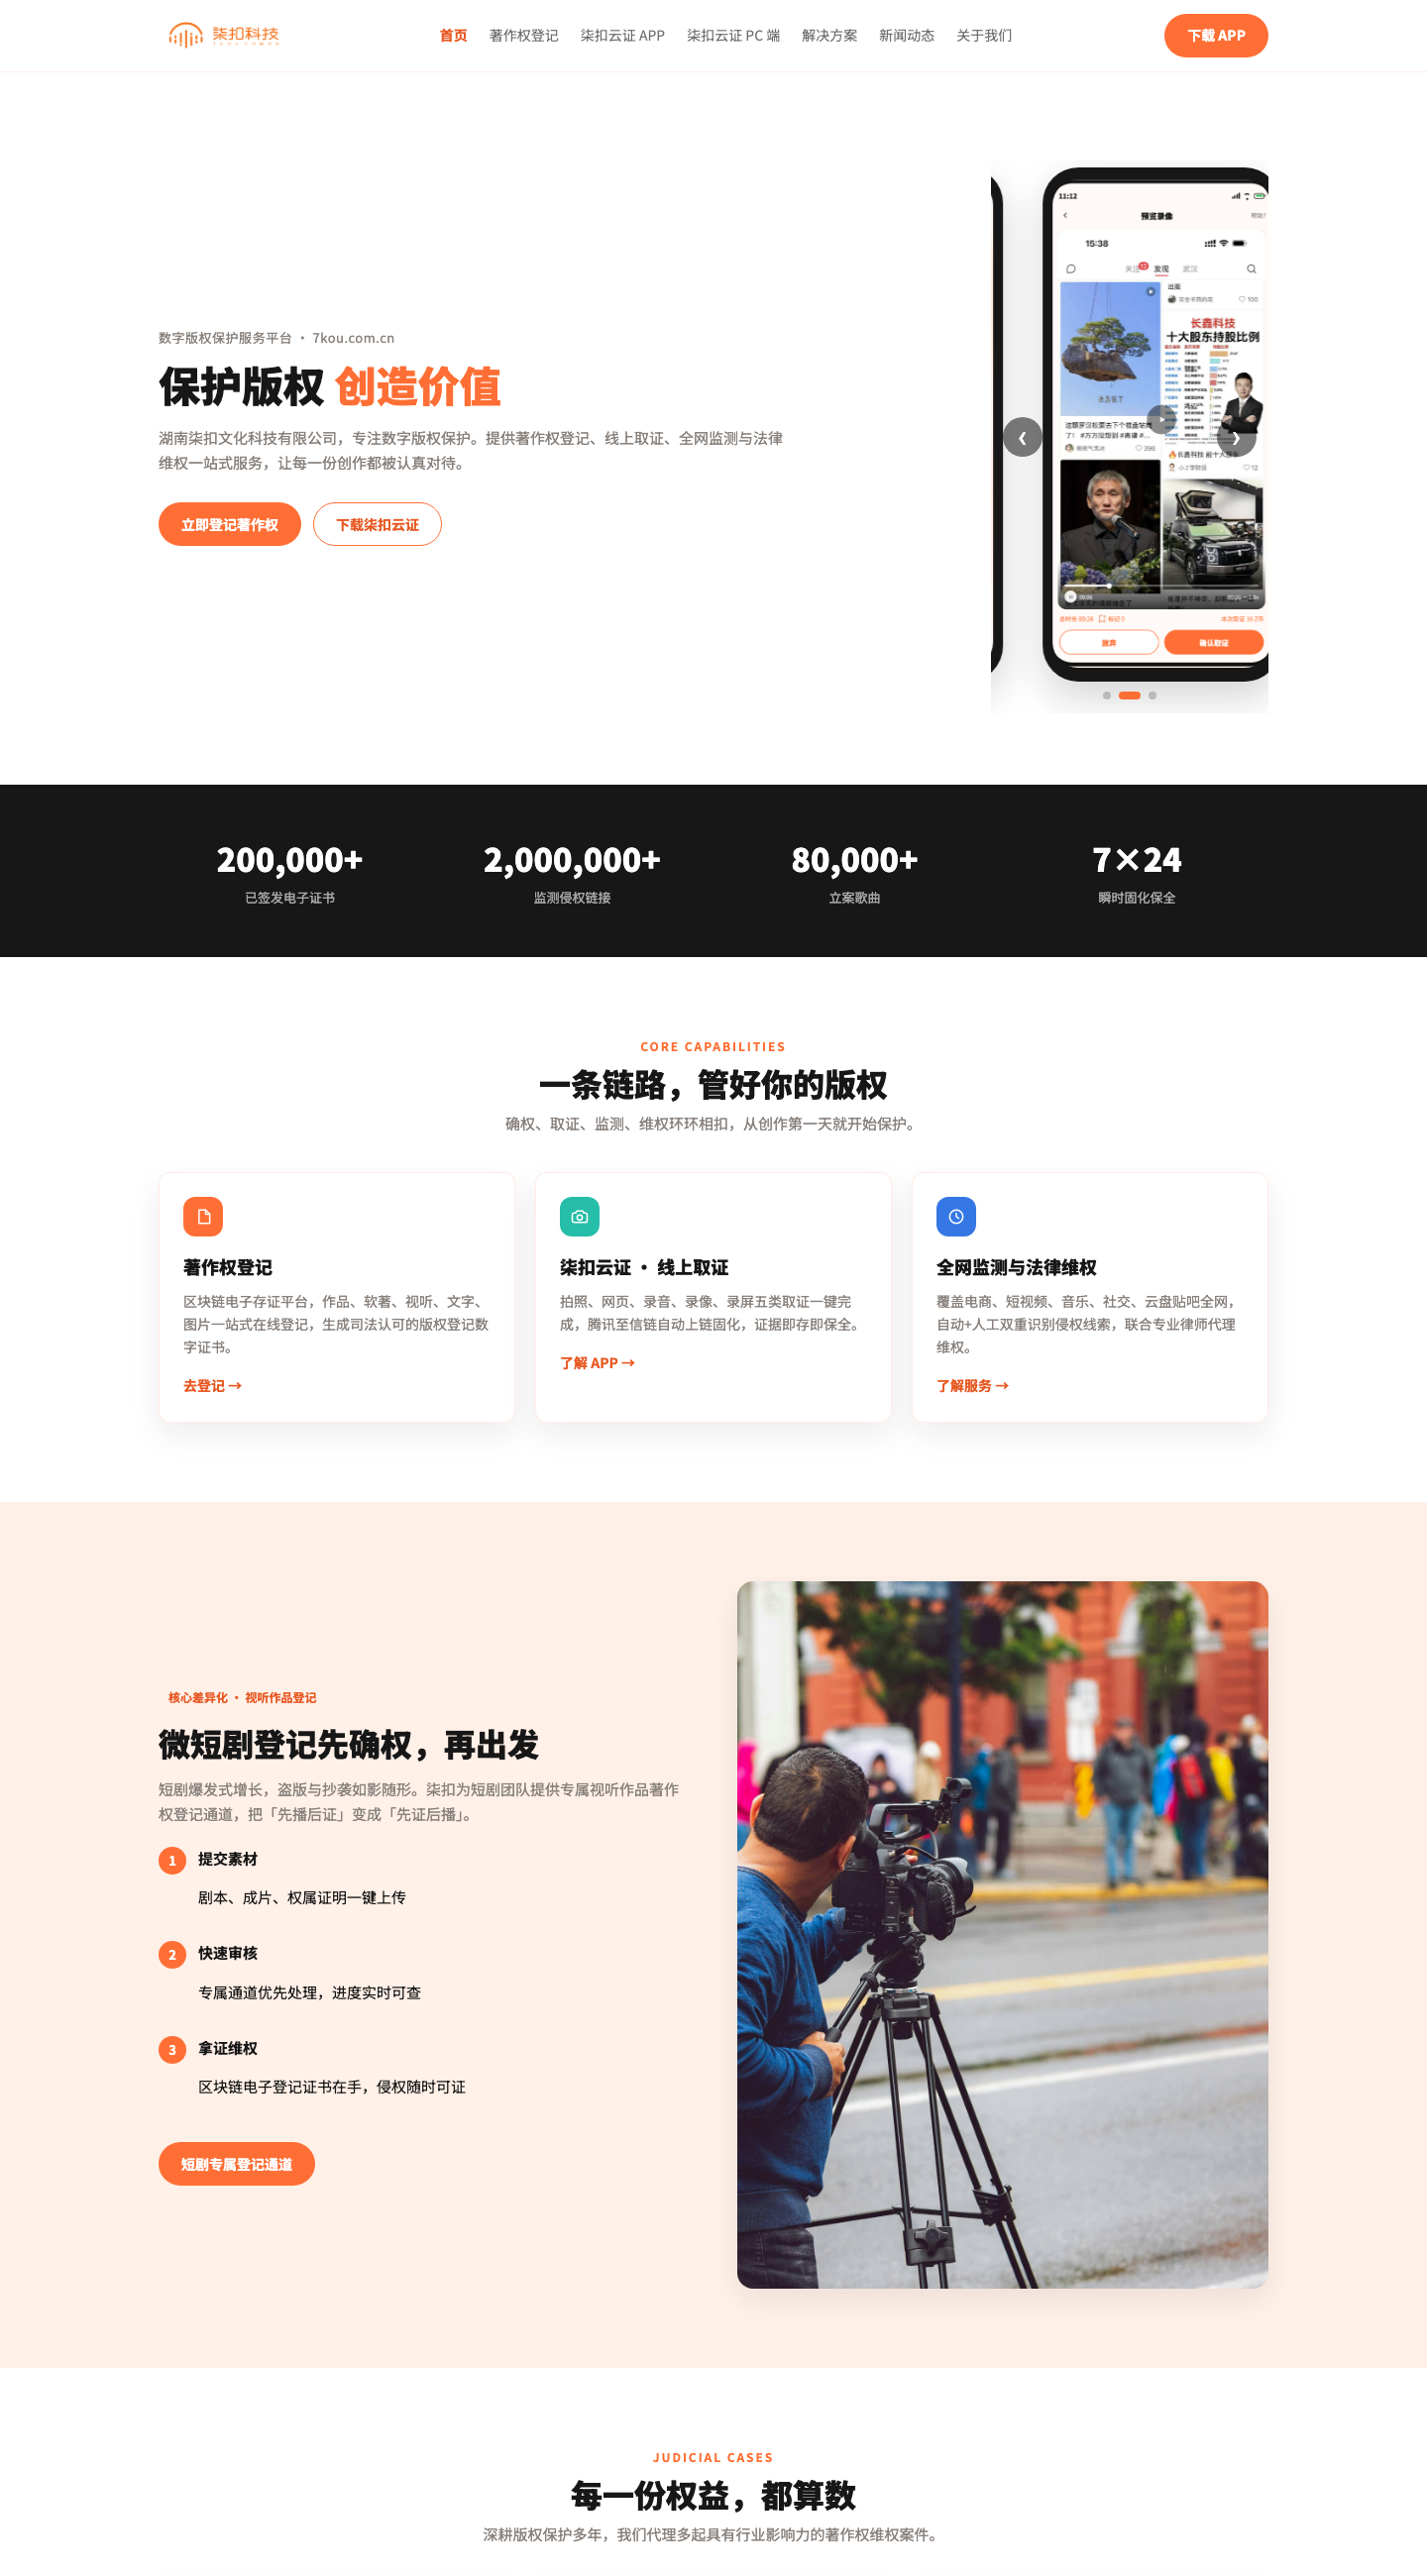 柒扣科技
首页
著作权登记
柒扣云证 APP
柒扣云证 PC 端
解决方案
新闻动态
关于我们
下载 APP
数字版权保护服务平台 · 7kou.com.cn
保护版权 创造价值
湖南柒扣文化科技有限公司，专注数字版权保护。提供著作权登记、线上取证、全网监测与法律
维权一站式服务，让每一份创作都被认真对待。
立即登记著作权
下载柒扣云证
11:12
预览录像
15:38
发现
武汉
长鑫科技
十大股东持股比例
放弃
确认取证
200,000+
已签发电子证书
2,000,000+
监测侵权链接
80,000+
立案歌曲
7×24
瞬时固化保全
CORE CAPABILITIES
一条链路，管好你的版权
确权、取证、监测、维权环环相扣，从创作第一天就开始保护。
著作权登记
区块链电子存证平台，作品、软著、视听、文字、
图片一站式在线登记，生成司法认可的版权登记数
字证书。
去登记 →
柒扣云证 · 线上取证
拍照、网页、录音、录像、录屏五类取证一键完
成，腾讯至信链自动上链固化，证据即存即保全。
了解 APP →
全网监测与法律维权
覆盖电商、短视频、音乐、社交、云盘贴吧全网，
自动+人工双重识别侵权线索，联合专业律师代理
维权。
了解服务 →
核心差异化 · 视听作品登记
微短剧登记先确权，再出发
短剧爆发式增长，盗版与抄袭如影随形。柒扣为短剧团队提供专属视听作品著作
权登记通道，把「先播后证」变成「先证后播」。
1 提交素材
剧本、成片、权属证明一键上传
2 快速审核
专属通道优先处理，进度实时可查
3 拿证维权
区块链电子登记证书在手，侵权随时可证
短剧专属登记通道
JUDICIAL CASES
每一份权益，都算数
深耕版权保护多年，我们代理多起具有行业影响力的著作权维权案件。